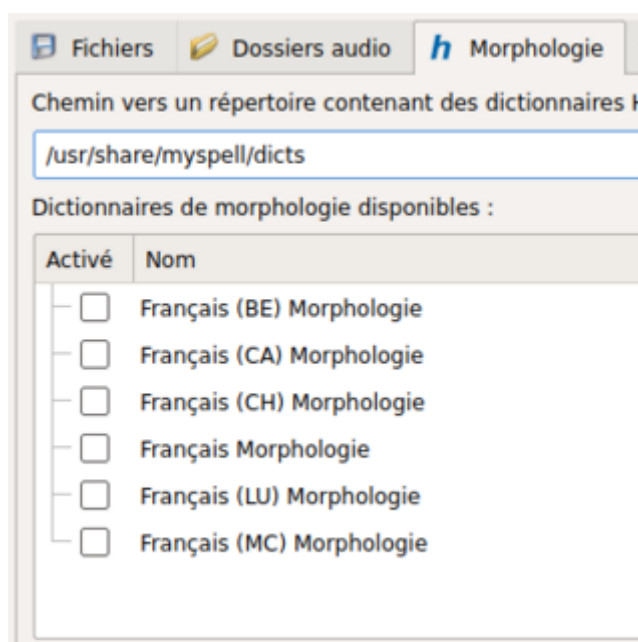 Fichiers Dossiers audio h Morphologie
Chemin vers un répertoire contenant des dictionnaires
/usr/share/myspell/dicts
Dictionnaires de morphologie disponibles :
Activé Nom
Français (BE) Morphologie
Français (CA) Morphologie
Français (CH) Morphologie
Français Morphologie
Français (LU) Morphologie
Français (MC) Morphologie